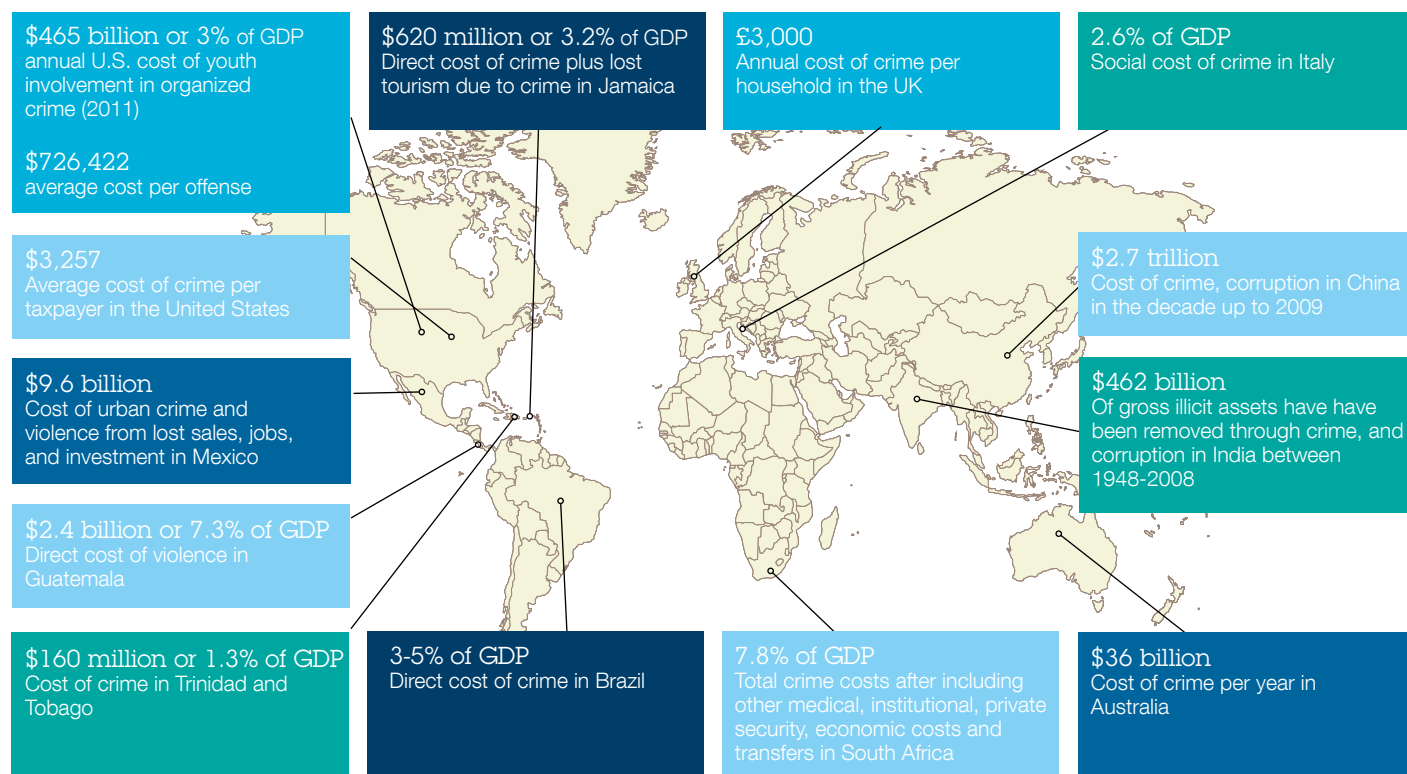 $465 billion or 3% of GDP
annual U.S. cost of youth
involvement in organized
crime (2011)
$726,422
average cost per offense
$620 million or 3.2% of GDP
Direct cost of crime plus lost
tourism due to crime in Jamaica
£3,000
Annual cost of crime per
household in the UK
2.6% of GDP
Social cost of crime in Italy
$3,257
Average cost of crime per
taxpayer in the United States
$2.7 trillion
Cost of crime, corruption in China
in the decade up to 2009
$9.6 billion
Cost of urban crime and
violence from lost sales, jobs,
and investment in Mexico
$462 billion
Of gross illicit assets have have
been removed through crime, and
corruption in India between
1948-2008
$2.4 billion or 7.3% of GDP
Direct cost of violence in
Guatemala
$160 million or 1.3% of GDP
Cost of crime in Trinidad and
Tobago
3-5% of GDP
Direct cost of crime in Brazil
7.8% of GDP
Total crime costs after including
other medical, institutional, private
security, economic costs and
transfers in South Africa
$36 billion
Cost of crime per year in
Australia